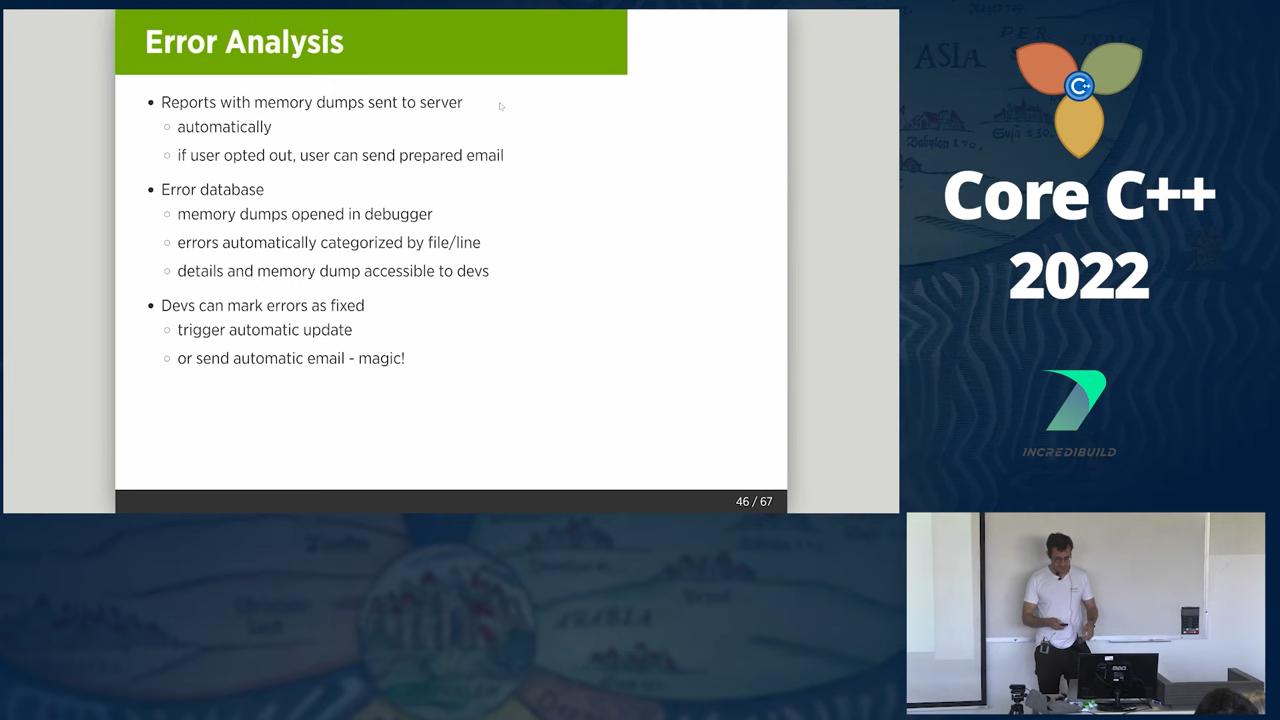 Error Analysis
• Reports with memory dumps sent to server
○ automatically
○ if user opted out, user can send prepared email
• Error database
○ memory dumps opened in debugger
○ errors automatically categorized by file/line
○ details and memory dump accessible to devs
• Devs can mark errors as fixed
○ trigger automatic update
○ or send automatic email - magic!
46 / 67
ASIA
C++
Core C++
2022
INCREDIBUILD
ARABIA